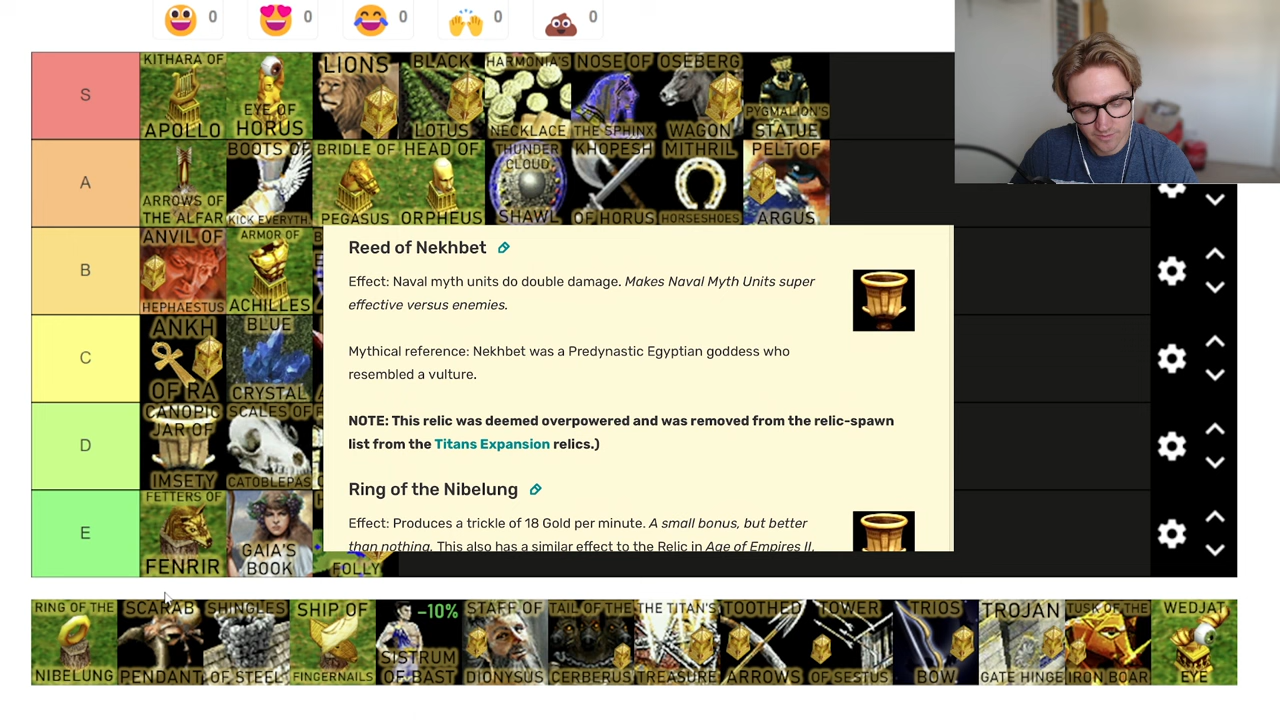 0 0 0 0 0
S
KITHARA OF
APOLLO
EYE OF
HORUS
LIONS
BLACK
LOTUS
HARMONIA'S
NECKLACE
NOSE OF
THE SPHINX
OSEBERG
WAGON
PYGMALION'S
STATUE
A
ARROWS OF
THE ALFAR
BOOTS OF
KICK EVERYTH.
BRIDLE OF
PEGASUS
HEAD OF
ORPHEUS
THUNDER
CLOUD
SHAWL
KHOPESH
OF HORUS
MITHRIL
HORSESHOES
PELT OF
ARGUS
B
ANVIL OF
HEPHAESTUS
ARMOR OF
ACHILLES
C
ANKH
OF RA
BLUE
CRYSTAL
D
CANOPIC
JAR OF
IMSETY
SCALES OF
CATOBLEPAS
E
FETTERS OF
FENRIR
GAIA'S
BOOK
FOLLY
Reed of Nekhbet
Effect: Naval myth units do double damage. Makes Naval Myth Units super
effective versus enemies.
Mythical reference: Nekhbet was a Predynastic Egyptian goddess who
resembled a vulture.
NOTE: This relic was deemed overpowered and was removed from the relic-spawn
list from the Titans Expansion relics.)
Ring of the Nibelung
Effect: Produces a trickle of 18 Gold per minute. A small bonus, but better
than nothing. This also has a similar effect to the Relic in Age of Empires II.
RING OF THE
NIBELUNG
SCARAB
PENDANT
SHINGLES
OF STEEL
SHIP OF
FINGERNAILS
-10%
SISTRUM
OF BAST
STAFF OF
DIONYSUS
TAIL OF THE
CERBERUS
THE TITAN'S
TREASURE
TOOTHED
ARROWS
TOWER
OF SESTUS
TRIOS
BOW
TROJAN
GATE HINGE
TUSK OF THE
IRON BOAR
WEDJAT
EYE